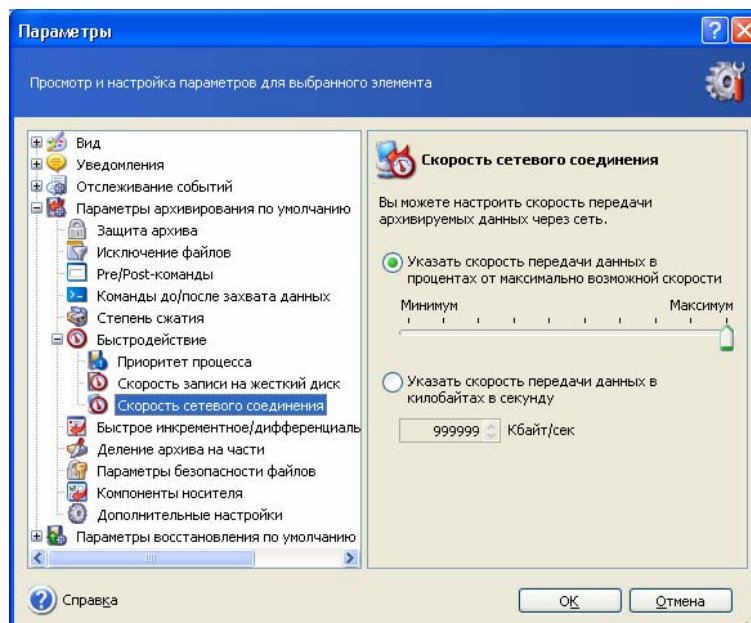 Параметры
Просмотр и настройка параметров для выбранного элемента
Вид
Уведомления
Отслеживание событий
Параметры архивирования по умолчанию
Защита архива
Исключение файлов
Pre/Post-команды
Команды до/после захвата данных
Степень сжатия
Быстродействие
Приоритет процесса
Скорость записи на жесткий диск
Скорость сетевого соединения
Быстрое инкрементное/дифференциаль
Деление архива на части
Параметры безопасности файлов
Компоненты носителя
Дополнительные настройки
Параметры восстановления по умолчанию
Скорость сетевого соединения
Вы можете настроить скорость передачи
архивируемых данных через сеть.
Указать скорость передачи данных в
процентах от максимально возможной скорости
Минимум Максимум
Указать скорость передачи данных в
килобайтах в секунду
999999 Кбайт/сек
Справка
ОК Отмена